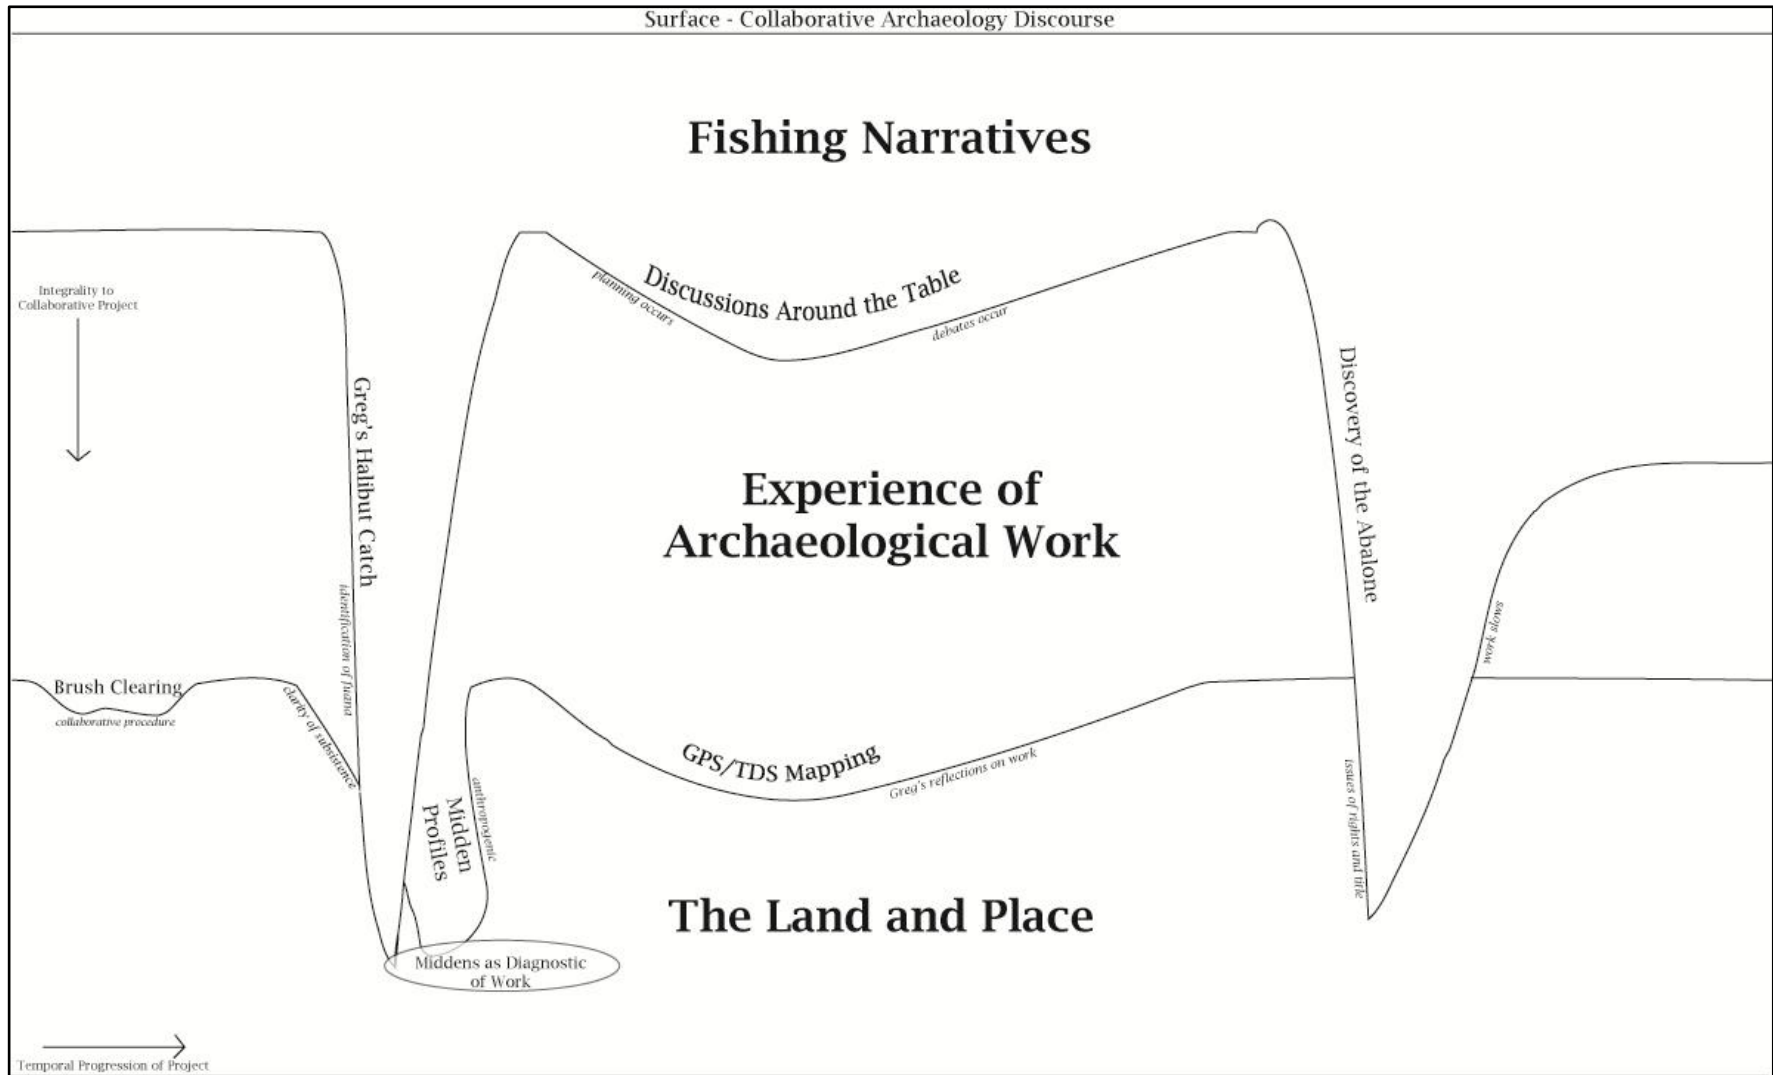 Surface - Collaborative Archaeology Discourse
Fishing Narratives
Integrality to
Collaborative Project
Discussions Around the Table
planning occurs
debates occur
Greg's Halibut Catch
identification of fuana
Discovery of the Abalone
Experience of
Archaeological Work
work slows
Brush Clearing
collaborative procedure
clarity of subsistence
GPS/TDS Mapping
Greg's reflections on work
Midden
Profiles
anthropogenic
issues of rights and title
The Land and Place
Middens as Diagnostic
of Work
Temporal Progression of Project